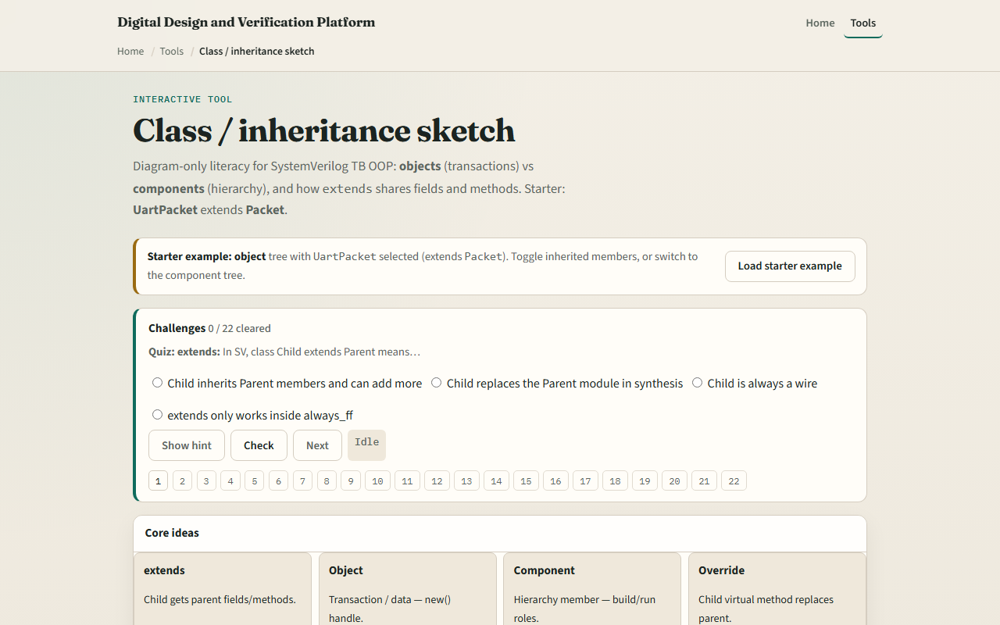 Digital Design and Verification Platform
Home Tools
Home / Tools / Class / inheritance sketch
INTERACTIVE TOOL
Class / inheritance sketch
Diagram-only literacy for SystemVerilog TB OOP: objects (transactions) vs
components (hierarchy), and how extends shares fields and methods. Starter:
UartPacket extends Packet.
Starter example: object tree with UartPacket selected (extends Packet). Toggle inherited members, or switch to
the component tree.
Load starter example
Challenges 0 / 22 cleared
Quiz: extends: In SV, class Child extends Parent means…
Child inherits Parent members and can add more Child replaces the Parent module in synthesis Child is always a wire
extends only works inside always_ff
Show hint Check Next Idle
1 2 3 4 5 6 7 8 9 10 11 12 13 14 15 16 17 18 19 20 21 22
Core ideas
extends
Child gets parent fields/methods.
Object
Transaction / data — new()
handle.
Component
Hierarchy member — build/run
roles.
Override
Child virtual method replaces
parent.